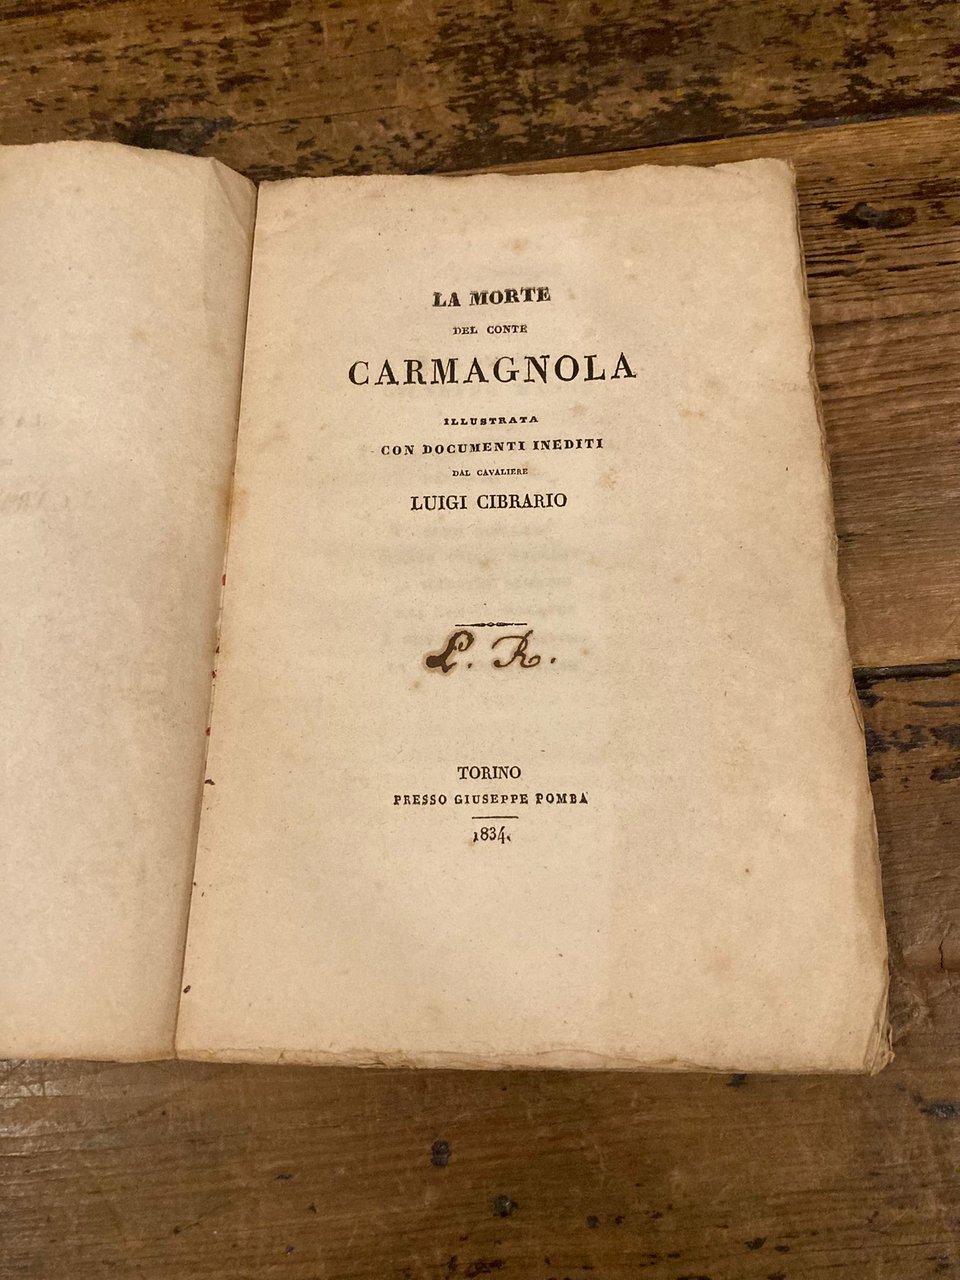 LA MORTE
DEL CONTE
CARMAGNOLA
ILLUSTRATA
CON DOCUMENTI INEDITI
DAL CAVALIERE
LUIGI CIBRARIO
L. R.
TORINO
PRESSO GIUSEPPE POMBA
1834.